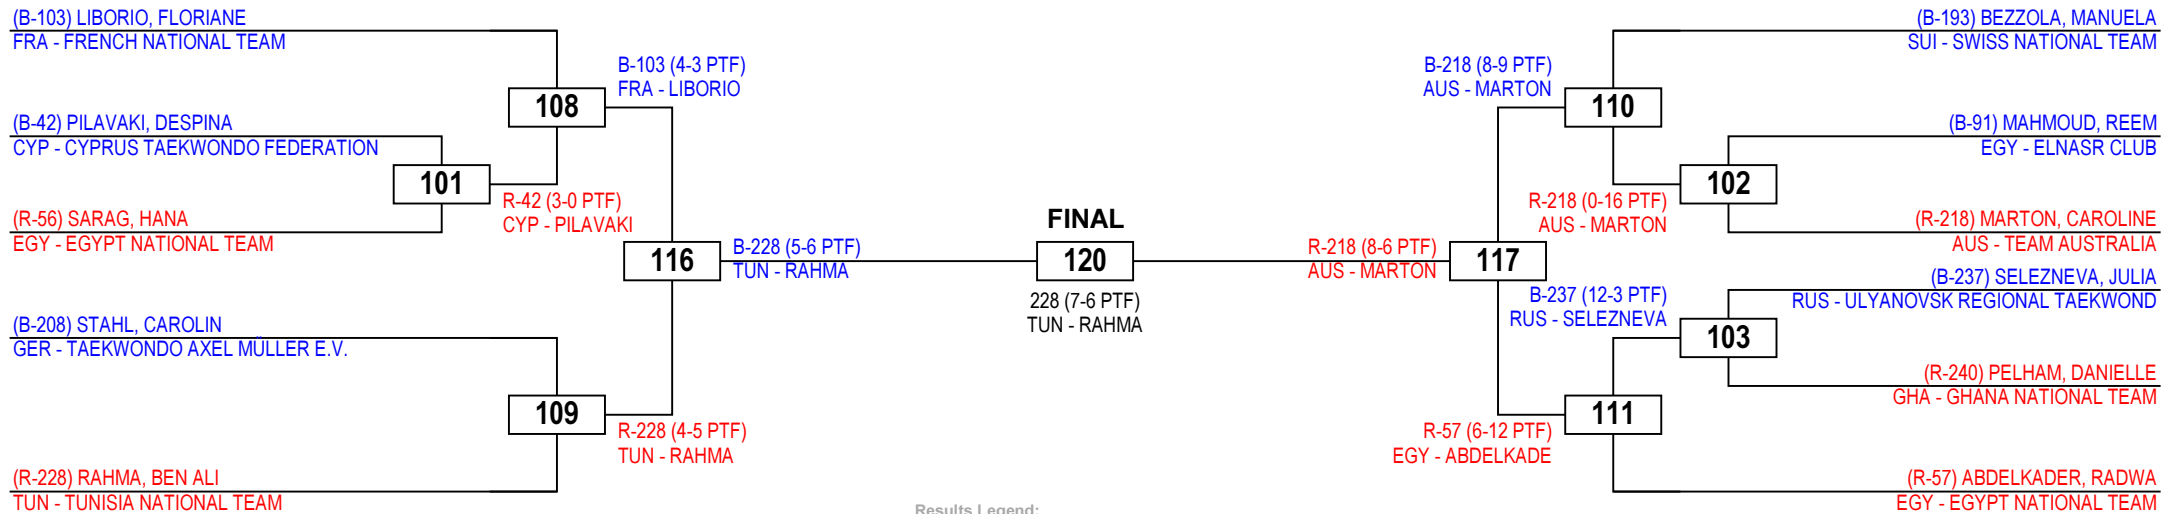 (B-103) LIBORIO, FLORIANE
FRA - FRENCH NATIONAL TEAM
(B-42) PILAVAKI, DESPINA
CYP - CYPRUS TAEKWONDO FEDERATION
(R-56) SARAG, HANA
EGY - EGYPT NATIONAL TEAM
(B-208) STAHL, CAROLIN
GER - TAEKWONDO AXEL MÜLLER E.V.
(R-228) RAHMA, BEN ALI
TUN - TUNISIA NATIONAL TEAM
101
R-42 (3-0 PTF)
CYP - PILAVAKI
108
B-103 (4-3 PTF)
FRA - LIBORIO
109
R-228 (4-5 PTF)
TUN - RAHMA
116
B-228 (5-6 PTF)
TUN - RAHMA
FINAL
120
228 (7-6 PTF)
TUN - RAHMA
R-218 (8-6 PTF)
AUS - MARTON
117
B-218 (8-9 PTF)
AUS - MARTON
110
R-57 (6-12 PTF)
EGY - ABDELKADE
111
R-218 (0-16 PTF)
AUS - MARTON
102
B-237 (12-3 PTF)
RUS - SELEZNEVA
103
(B-193) BEZZOLA, MANUELA
SUI - SWISS NATIONAL TEAM
(B-91) MAHMOUD, REEM
EGY - ELNASR CLUB
(R-218) MARTON, CAROLINE
AUS - TEAM AUSTRALIA
(B-237) SELEZNEVA, JULIA
RUS - ULYANOVSK REGIONAL TAEKWOND
(R-240) PELHAM, DANIELLE
GHA - GHANA NATIONAL TEAM
(R-57) ABDELKADER, RADWA
EGY - EGYPT NATIONAL TEAM
Results Legend: